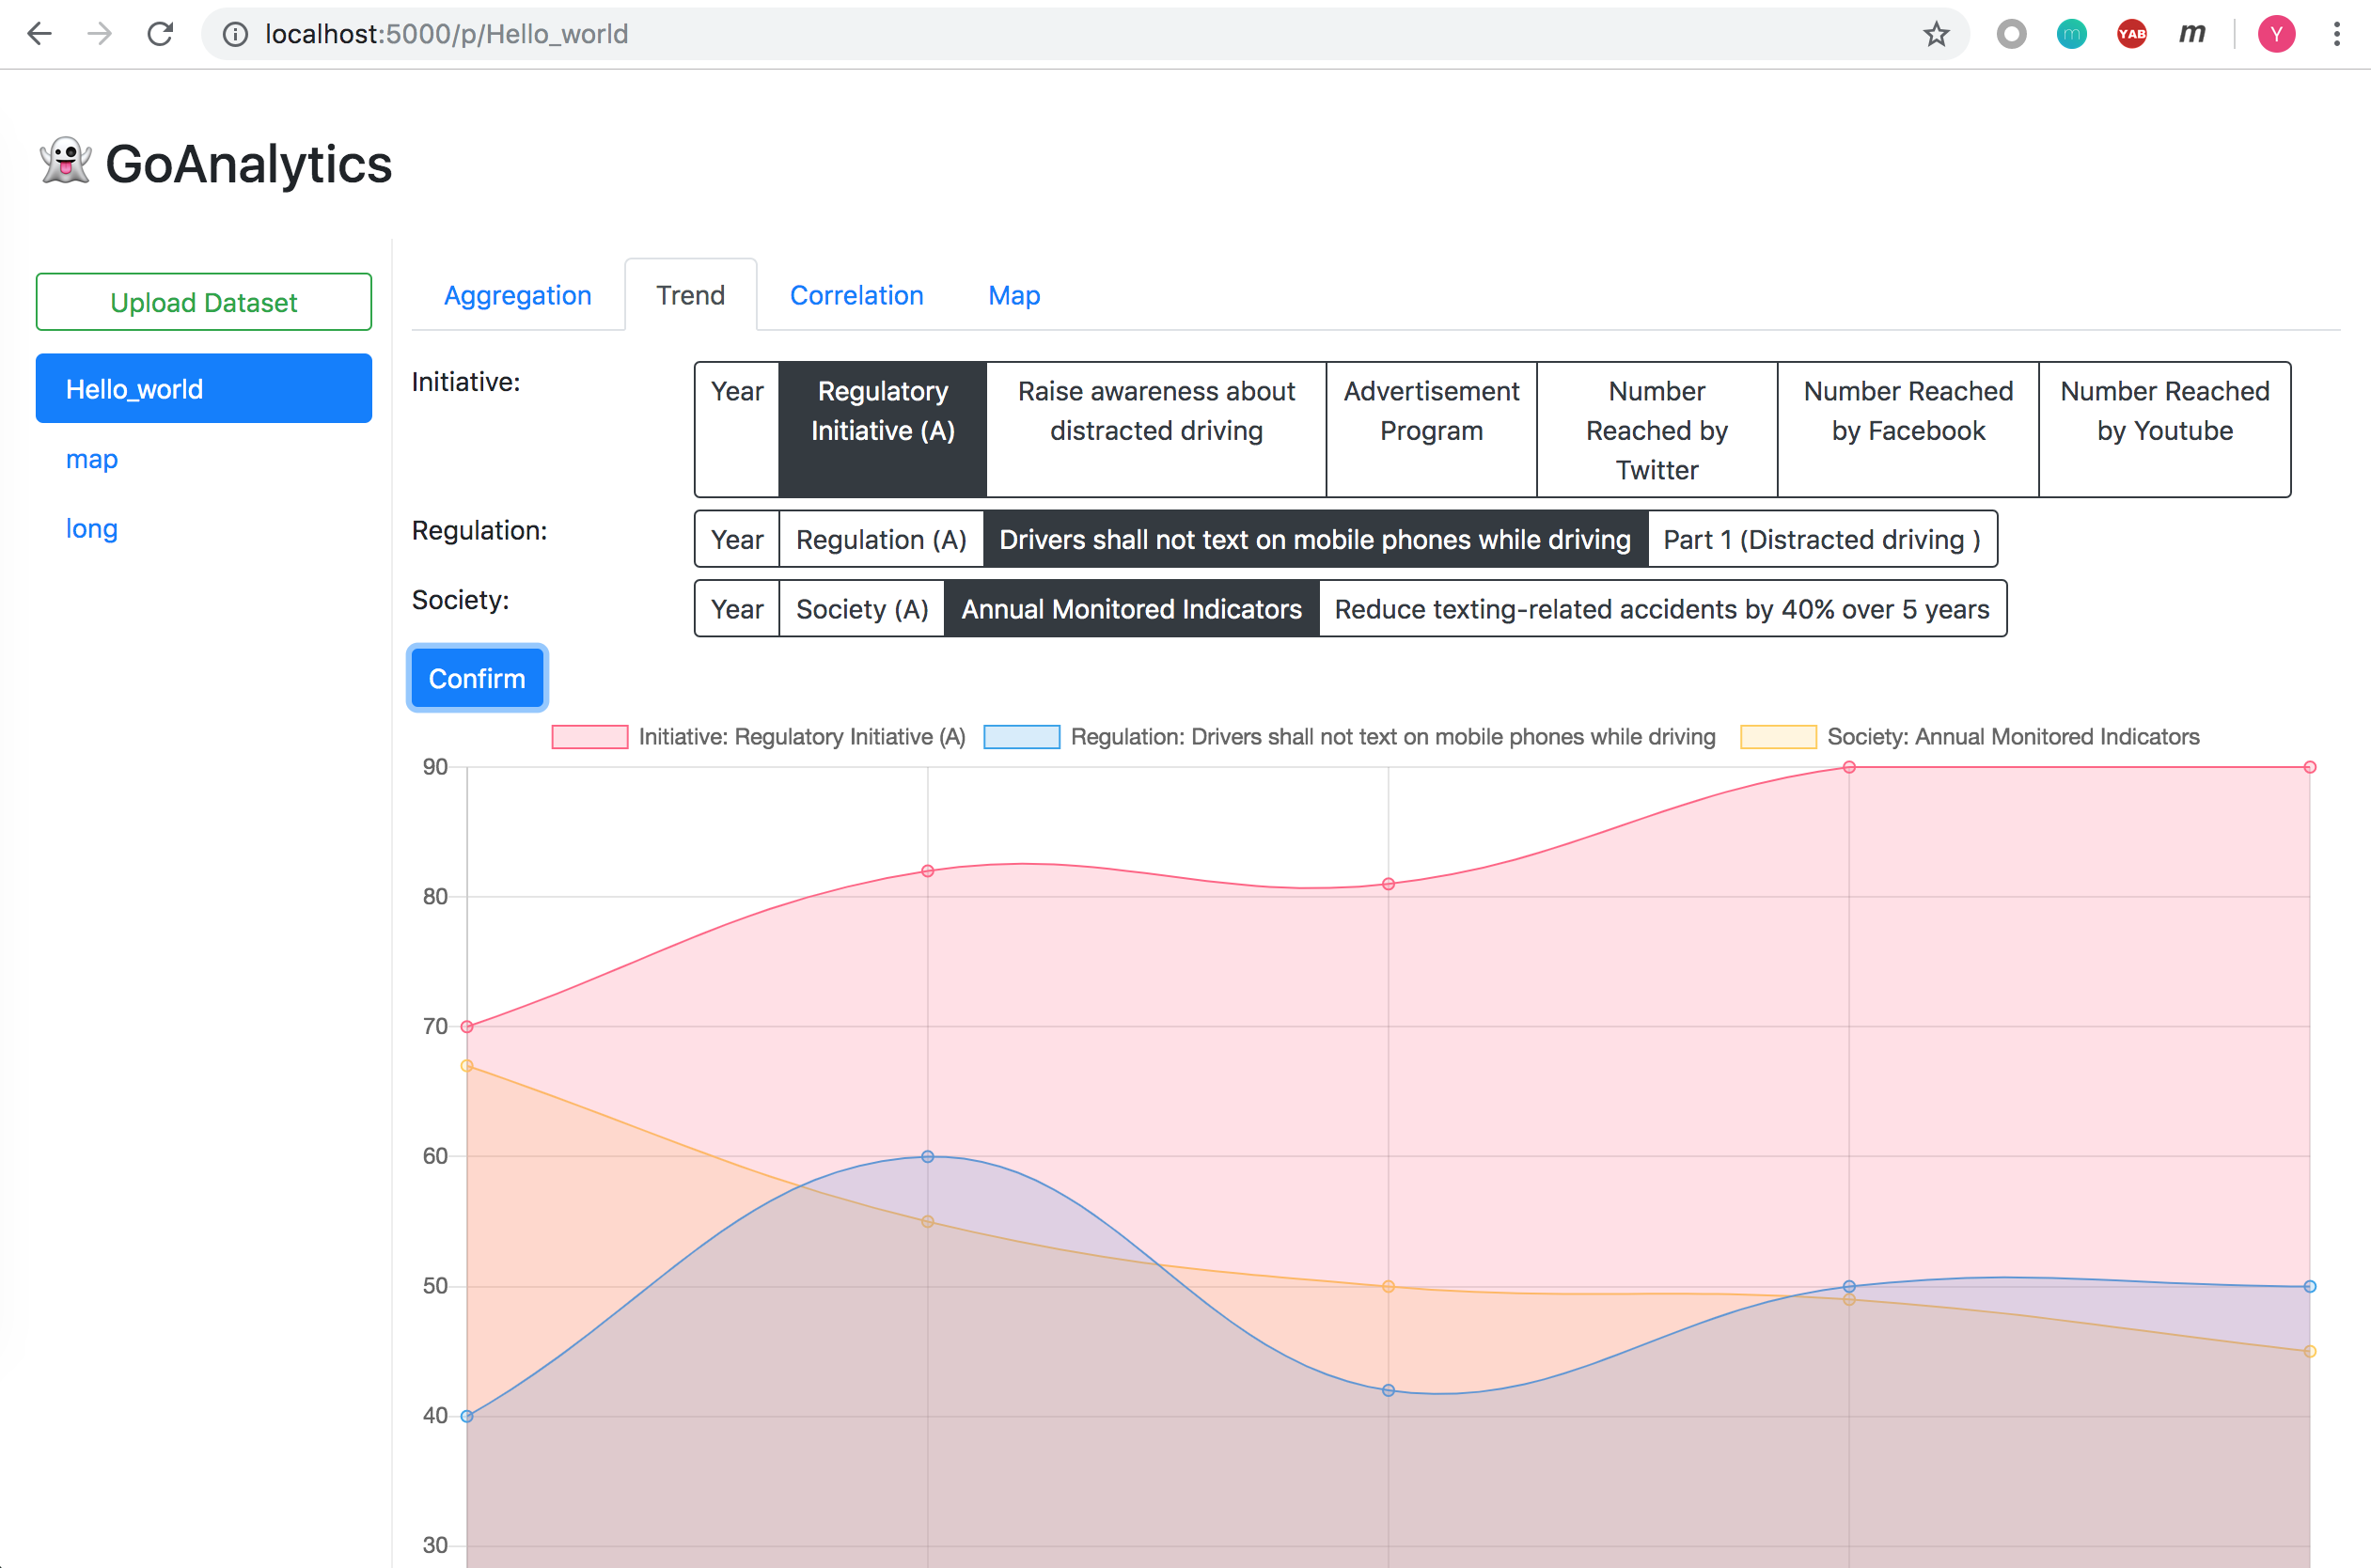 localhost:5000/p/Hello_world
m
YAB
m
Y
GoAnalytics
Upload Dataset
Hello_world
map
long
Aggregation
Trend
Correlation
Map
Initiative:
Year
Regulatory
Initiative (A)
Raise awareness about
distracted driving
Advertisement
Program
Number
Reached by
Twitter
Number Reached
by Facebook
Number Reached
by Youtube
Regulation:
Year
Regulation (A)
Drivers shall not text on mobile phones while driving
Part 1 (Distracted driving )
Society:
Year
Society (A)
Annual Monitored Indicators
Reduce texting-related accidents by 40% over 5 years
Confirm
Initiative: Regulatory Initiative (A)
Regulation: Drivers shall not text on mobile phones while driving
Society: Annual Monitored Indicators
90
80
70
60
50
40
30